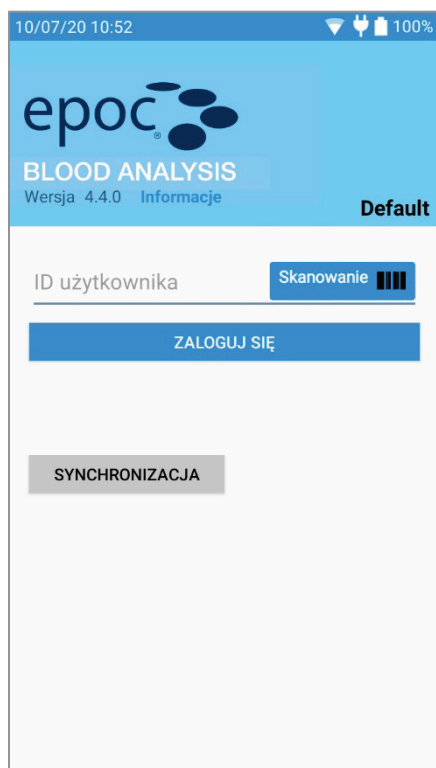 10/07/20 10:52 100%
epoc®
BLOOD ANALYSIS
Wersja 4.4.0 Informacje
Default
ID użytkownika Skanowanie
ZALOGUJ SIĘ
SYNCHRONIZACJA